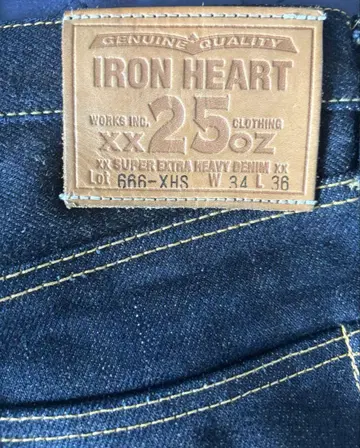 GENUINE QUALITY
IRON HEART
WORKS INC. CLOTHING
XX 25 OZ
XX SUPER EXTRA HEAVY DENIM XX
Lot 666-XHS W 34 L 36